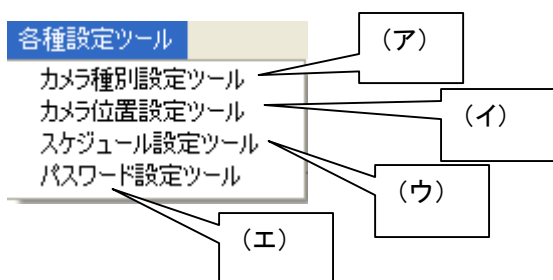 各種設定ツール
カメラ種別設定ツール
カメラ位置設定ツール
スケジュール設定ツール
パスワード設定ツール
（ア）
（イ）
（ウ）
（エ）